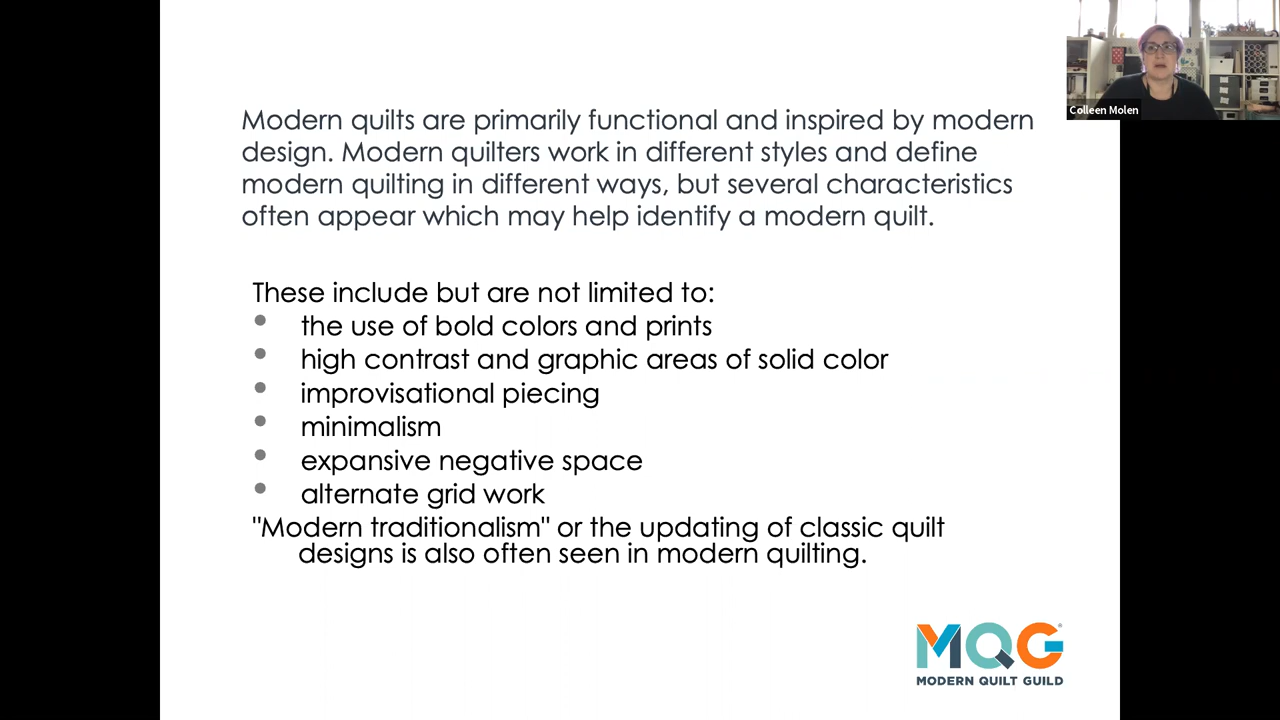 Modern quilts are primarily functional and inspired by modern
design. Modern quilters work in different styles and define
modern quilting in different ways, but several characteristics
often appear which may help identify a modern quilt.
These include but are not limited to:
• the use of bold colors and prints
• high contrast and graphic areas of solid color
• improvisational piecing
• minimalism
• expansive negative space
• alternate grid work
"Modern traditionalism" or the updating of classic quilt
designs is also often seen in modern quilting.
Colleen Molen
MQG®
MODERN QUILT GUILD